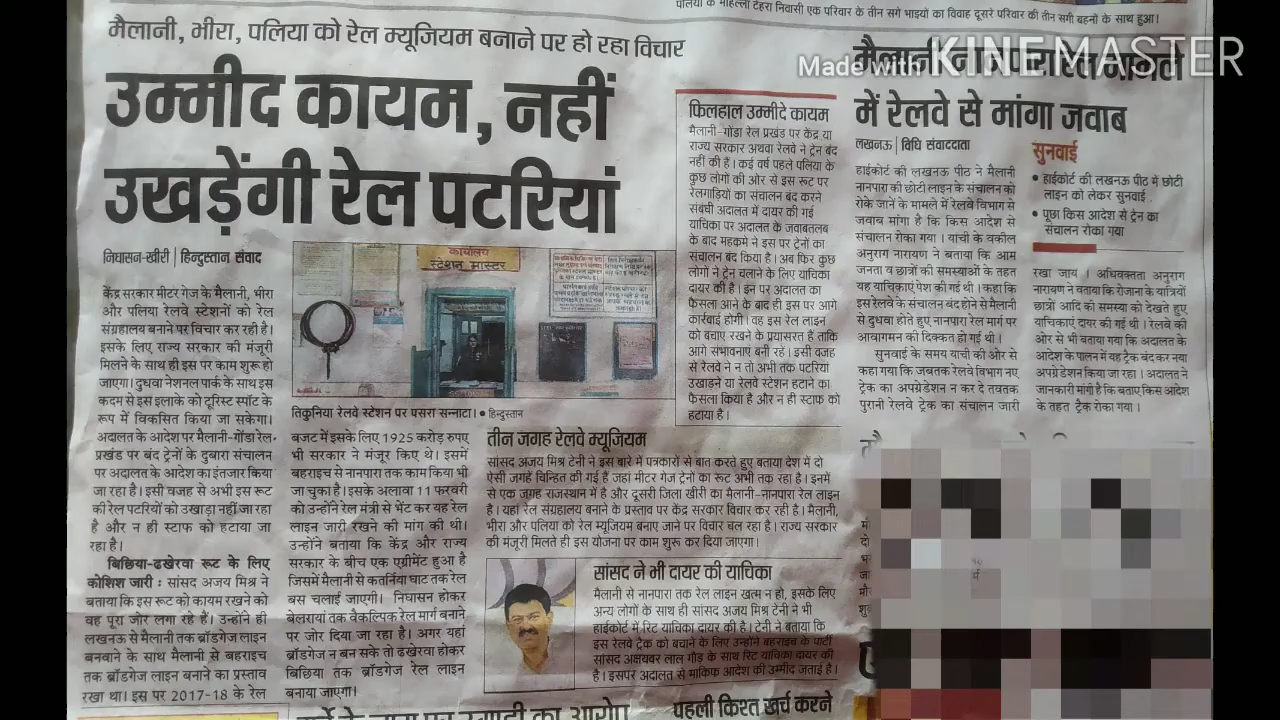 पलिया के मोहल्ला टेहरा निवासी एक परिवार के तीन सगे भाइयों का विवाह दूसरे परिवार की तीन सगी बहनों के साथ हुआ।
मैलानी, भीरा, पलिया को रेल म्यूजियम बनाने पर हो रहा विचार
उम्मीद कायम, नहीं
उखड़ेंगी रेल पटरियां
निघासन-खीरी | हिन्दुस्तान संवाद
केंद्र सरकार मीटर गेज के मैलानी, भीरा
और पलिया रेलवे स्टेशनों को रेल
संग्रहालय बनाने पर विचार कर रही है।
इसके लिए राज्य सरकार की मंजूरी
मिलने के साथ ही इस पर काम शुरू हो
जाएगा। दुधवा नेशनल पार्क के साथ इस
कदम से इस इलाके को टूरिस्ट स्पॉट के
रूप में विकसित किया जा सकेगा।
अदालत के आदेश पर मैलानी-गोंडा रेल-
प्रखंड पर बंद ट्रेनों के दुबारा संचालन
पर अदालत के आदेश का इंतजार किया
जा रहा है। इसी वजह से अभी इस रूट
की रेल पटरियों को उखाड़ा नहीं जा रहा
है और न ही स्टाफ को हटाया जा
रहा है।
बिछिया-ढखेरवा रूट के लिए
कोशिश जारी : सांसद अजय मिश्र ने
बताया कि इस रूट को कायम रखने को
वह पूरा जोर लगा रहे हैं। उन्होंने ही
लखनऊ से मैलानी तक ब्रॉडगेज लाइन
बनवाने के साथ मैलानी से बहराइच
तक ब्रॉडगेज रेल लाइन का प्रस्ताव
रखा था। इस पर 2017-18 के रेल
कार्यालय
स्टेशन मास्टर
तिकुनिया रेलवे स्टेशन पर पसरा सन्नाटा। ● हिन्दुस्तान
बजट में इसके लिए 1925 करोड़ रुपए
भी सरकार ने मंजूर किए थे। इसमें
बहराइच से नानपारा तक काम किया भी
जा चुका है। इसके अलावा 11 फरवरी
को उन्होंने रेल मंत्री से भेंट कर यह रेल
लाइन जारी रखने की मांग की थी।
उन्होंने बताया कि केंद्र और राज्य
सरकार के बीच एक एग्रीमेंट हुआ है
जिसमें मैलानी से कतर्निया घाट तक रेल
बस चलाई जाएगी। निघासन होकर
बेलरायां तक वैकल्पिक रेल मार्ग बनाने
पर जोर दिया जा रहा है। अगर यहां
ब्रॉडगेज न बन सके तो ढखेरवा होकर
बिछिया तक ब्रॉडगेज रेल लाइन
बनाया जाएगा।
फिलहाल उम्मीदे कायम
मैलानी-गोंडा रेल प्रखंड पर केंद्र या
राज्य सरकार अथवा रेलवे ने ट्रेन बंद
नहीं की हैं। कई वर्ष पहले पलिया के
कुछ लोगों की ओर से इस रूट पर
रेलगाडियों का संचालन बंद करने
संबंधी अदालत में दायर की गई
याचिका पर अदालत के जवाबतलब
के बाद महकमे ने इस पर ट्रेनों का
संचालन बंद किया है। अब फिर कुछ
लोगों ने ट्रेन चलाने के लिए याचिका
दायर की है। इन पर अदालत का
फैसला आने के बाद ही इस पर आगे
कार्रवाई होगी। वह इस रेल लाइन
को बचाए रखने के प्रयासरत है ताकि
आगे संभावनाएं बनी रहें। इसी वजह
से रेलवे ने न तो अभी तक पटरियां
उखाड़ने या रेलवे स्टेशन हटाने का
फैसला किया है और न ही स्टाफ को
हटाया है।
तीन जगह रेलवे म्यूजियम
सांसद अजय मिश्र टेनी ने इस बारे में पत्रकारों से बात करते हुए बताया देश में दो
ऐसी जगहें चिन्हित की गई हैं जहां मीटर गेज ट्रेनों का रूट अभी तक रहा है। इनमें
से एक जगह राजस्थान में है और दूसरी जिला खीरी का मैलानी-नानपारा रेल लाइन
है। यहां रेल संग्रहालय बनाने के प्रस्ताव पर केंद्र सरकार विचार कर रही है। मैलानी,
भीरा और पलिया को रेल म्यूजियम बनाए जाने पर विचार चल रहा है। राज्य सरकार
की मंजूरी मिलते ही इस योजना पर काम शुरू कर दिया जाएगा।
सांसद ने भी दायर की याचिका
मैलानी से नानपारा तक रेल लाइन खत्म न हो, इसके लिए
अन्य लोगों के साथ ही सांसद अजय मिश्र टेनी ने भी
हाईकोर्ट में रिट याचिका दायर की है। टेनी ने बताया कि
इस रेलवे ट्रैक को बचाने के लिए उन्होंने बहराइच के पार्टी
सांसद अक्षयवर लाल गौड़ के साथ रिट याचिका दायर की
है। इसपर अदालत से माकिफ आदेश की उम्मीद जताई है।
पहली किश्त खर्च करने
Made with KINEMASTER
में रेलवे से मांगा जवाब
लखनऊ | विधि संवाददाता
हाईकोर्ट की लखनऊ पीठ ने मैलानी
नानपारा की छोटी लाइन के संचालन को
रोके जाने के मामले में रेलवे विभाग से
जवाब मांगा है कि किस आदेश से
संचालन रोका गया। याची के वकील
अनुराग नारायण ने बताया कि आम
जनता व छात्रों की समस्याओं के तहत
यह याचिकाएं पेश की गई थी। कहा कि
इस रेलवे के संचालन बंद होने से मैलानी
से दुधवा होते हुए नानपारा रेल मार्ग पर
आवागमन की दिक्कत हो गई थी।
सुनवाई के समय याची की ओर से
कहा गया कि जबतक रेलवे विभाग नए
ट्रेक का अपग्रेडेशन न कर दे तबतक
पुरानी रेलवे ट्रेक का संचालन जारी
सुनवाई
● हाईकोर्ट की लखनऊ पीठ में छोटी
लाइन को लेकर सुनवाई
● पूछा किस आदेश से ट्रेन का
संचालन रोका गया
रखा जाय। अधिवक्ता अनुराग
नारायण ने बताया कि रोजाना के यात्रियों
छात्रों आदि की समस्या को देखते हुए
याचिकाएं दायर की गई थी। रेलवे की
ओर से भी बताया गया कि अदालत के
आदेश के पालन में यह ट्रैक बंद कर नया
अपग्रेडेशन किया जा रहा। अदालत ने
जानकारी मांगी है कि बताए किस आदेश
के तहत ट्रैक रोका गया।